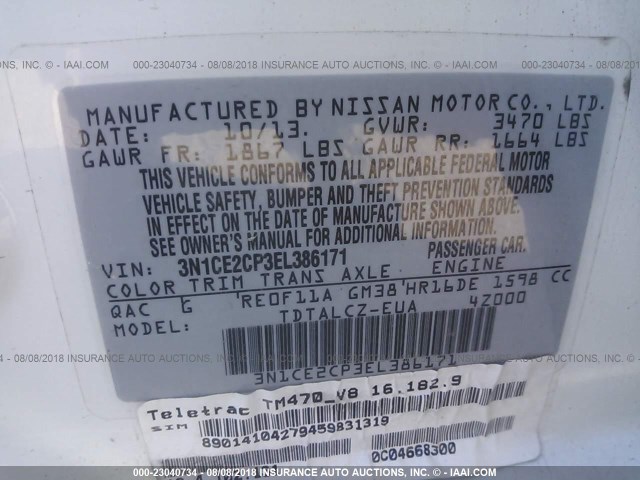 000-23040734 - 08/08/2018 INSURANCE AUTO AUCTIONS, INC. - © - IAAI.COM
MANUFACTURED BY NISSAN MOTOR CO., LTD.
DATE: 10/13. GVWR: 3470 LBS
GAWR FR: 1867 LBS GAWR RR: 1664 LBS
THIS VEHICLE CONFORMS TO ALL APPLICABLE FEDERAL MOTOR
VEHICLE SAFETY, BUMPER AND THEFT PREVENTION STANDARDS
IN EFFECT ON THE DATE OF MANUFACTURE SHOWN ABOVE.
SEE OWNER'S MANUAL FOR AIRBAG INFORMATION.
VIN: 3N1CE2CP3EL386171 PASSENGER CAR.
COLOR TRIM TRANS AXLE ENGINE
QAC G 'RE0F11A GM38'HR16DE 1598 CC
MODEL: TDTALCZ-EUA 4Z000
3N1CE2CP3EL386171
Teletrac TM470_V8 16.182.9
SIM
89014104279459831319
0C04668300
000-23040734 - 08/08/2018 INSURANCE AUTO AUCTIONS, INC. - © - IAAI.COM